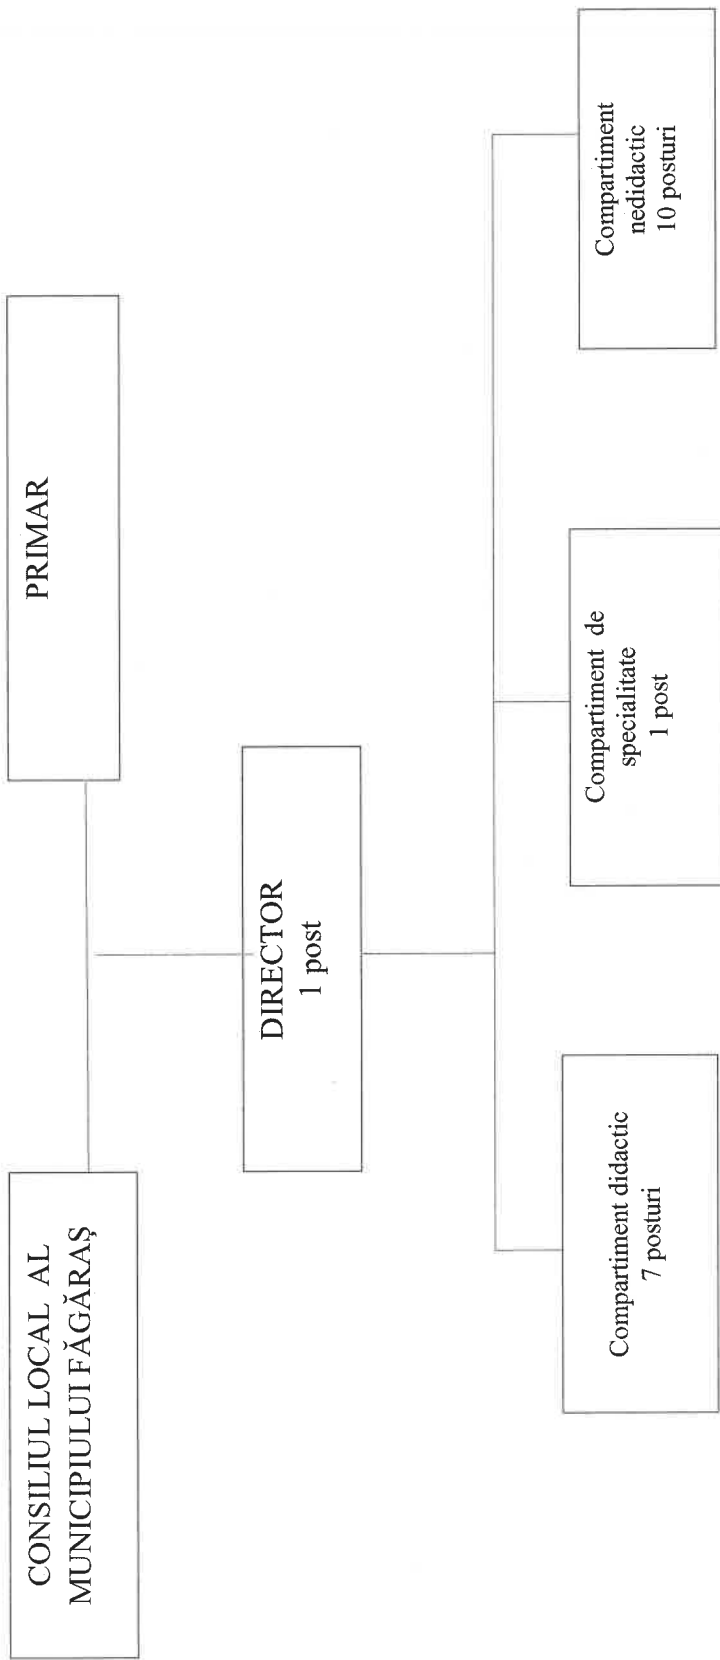 CONSILIUL LOCAL AL
MUNICIPIULUI FĂGĂRAȘ
PRIMAR
DIRECTOR
1 post
Compartiment didactic
7 posturi
Compartiment de
specialitate
1 post
Compartiment
nedidactic
10 posturi